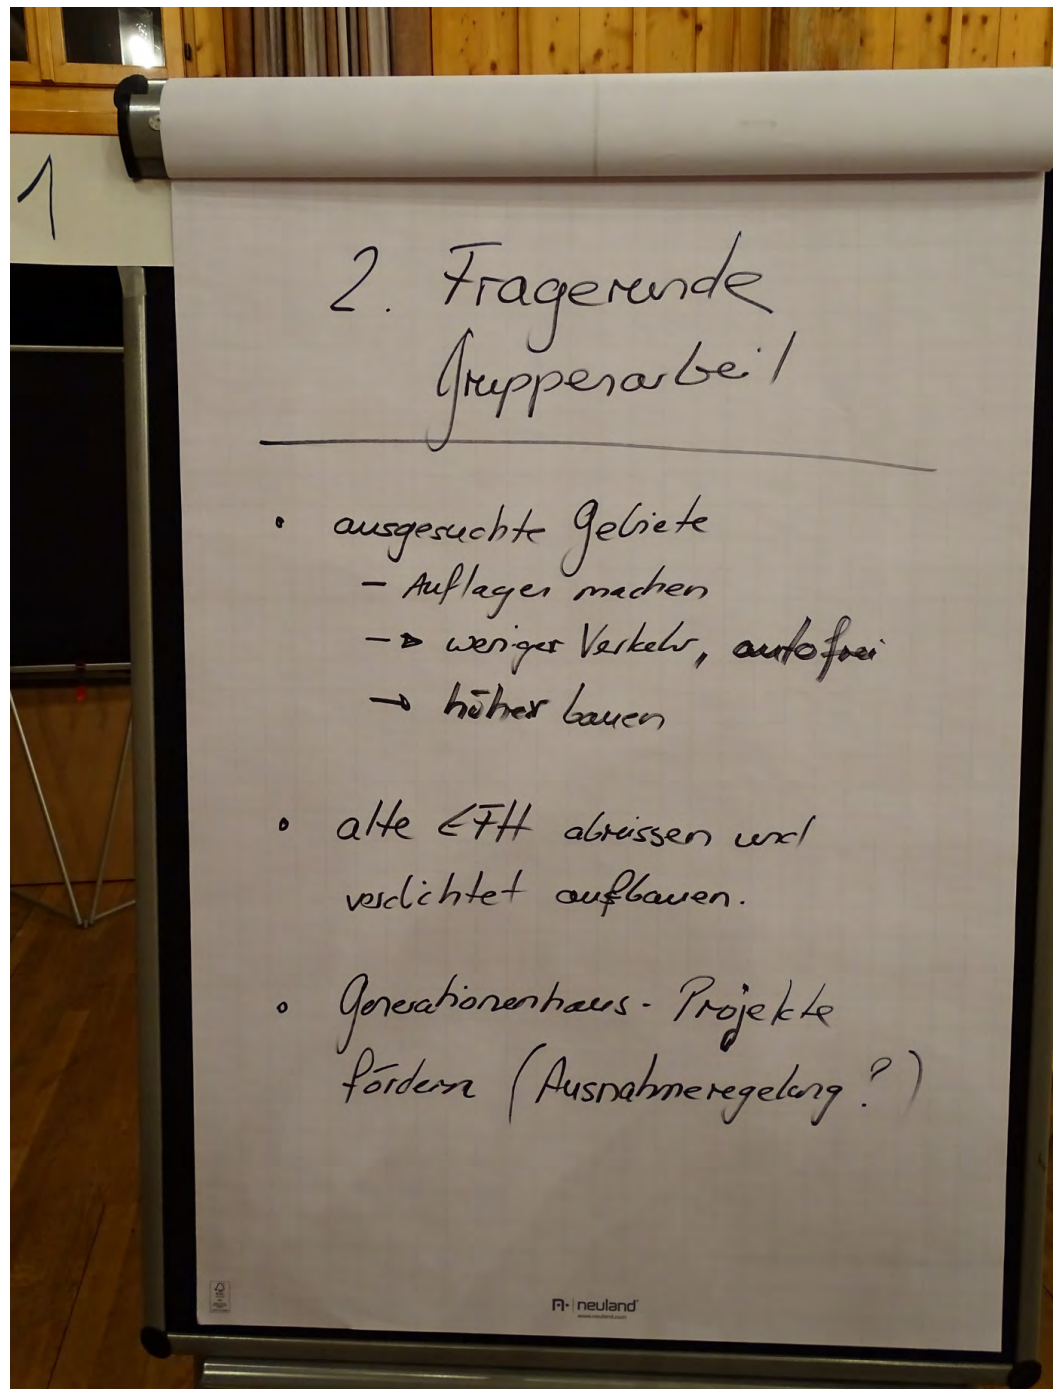 1
2. Fragerunde
Gruppenarbeit
• ausgesuchte Gebiete
- Auflagen machen
→ weniger Verkehr, autofrei
→ höher bauen
• alte EFH abreissen und
verdichtet aufbauen.
• Generationenhaus-Projekte
fördern (Ausnahmeregelung?)
neuland